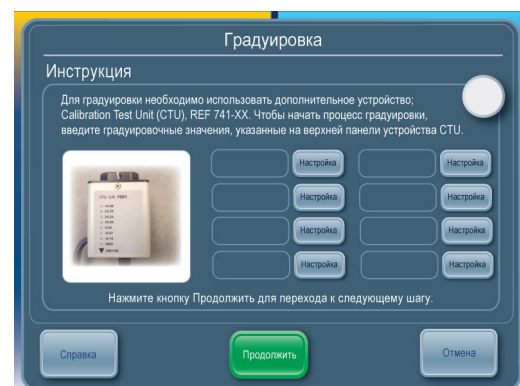 Градуировка
Инструкция
Для градуировки необходимо использовать дополнительное устройство;
Calibration Test Unit (CTU), REF 741-XX. Чтобы начать процесс градуировки,
введите градуировочные значения, указанные на верхней панели устройства CTU.
Настройка Настройка
Настройка Настройка
Настройка Настройка
Настройка Настройка
Нажмите кнопку Продолжить для перехода к следующему шагу.
Справка Продолжить Отмена